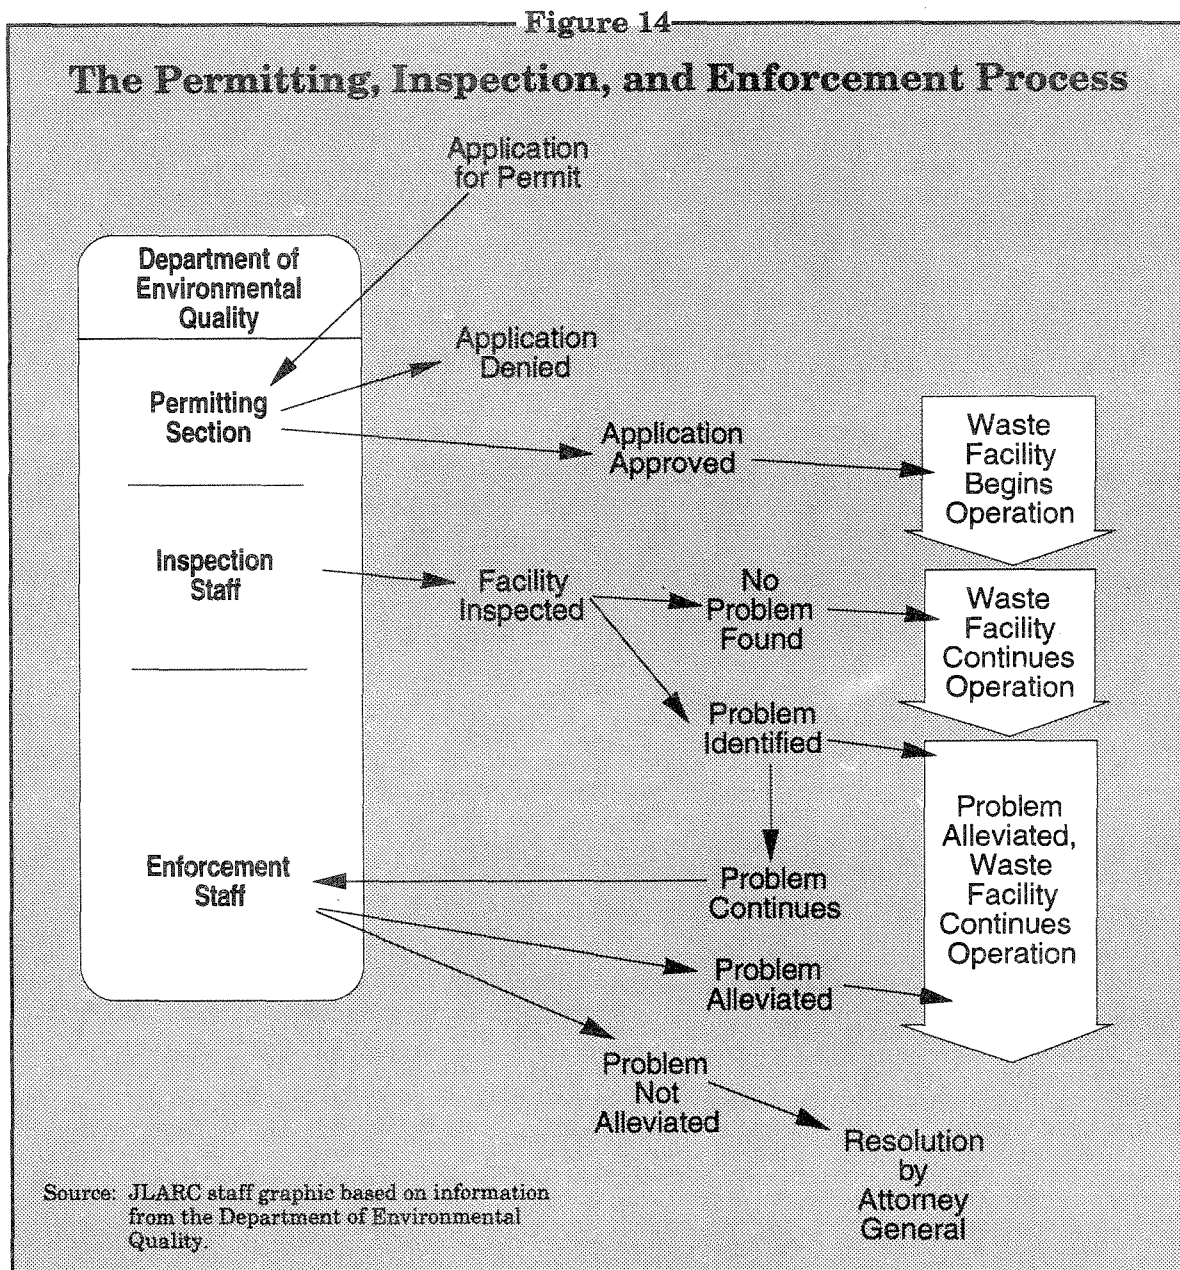 Figure 14
The Permitting, Inspection, and Enforcement Process
Application
for Permit
Department of
Environmental
Quality
Application
Denied
Permitting
Section
Application
Approved
Waste
Facility
Begins
Operation
Inspection
Staff
Facility
Inspected
No
Problem
Found
Waste
Facility
Continues
Operation
Problem
Identified
Problem
Alleviated,
Waste
Facility
Continues
Operation
Enforcement
Staff
Problem
Continues
Problem
Alleviated
Problem
Not
Alleviated
Resolution
by
Attorney
General
Source: JLARC staff graphic based on information
from the Department of Environmental
Quality.